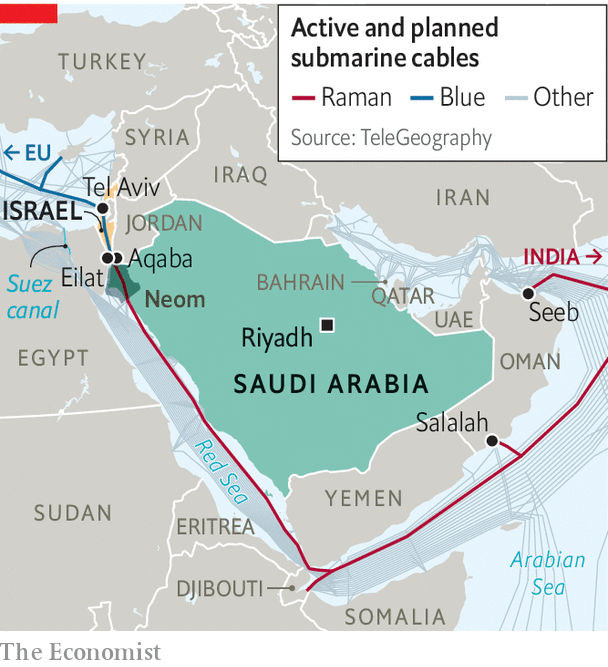 Active and planned
submarine cables
Raman Blue Other
Source: TeleGeography
TURKEY
SYRIA
← EU
IRAQ
IRAN
Tel Aviv
ISRAEL
JORDAN
Aqaba
INDIA →
Eilat
Suez
canal
Neom
BAHRAIN
QATAR
Seeb
UAE
Riyadh
EGYPT
OMAN
SAUDI ARABIA
Salalah
Red Sea
YEMEN
SUDAN
ERITREA
Arabian
Sea
DJIBOUTI
SOMALIA
The Economist